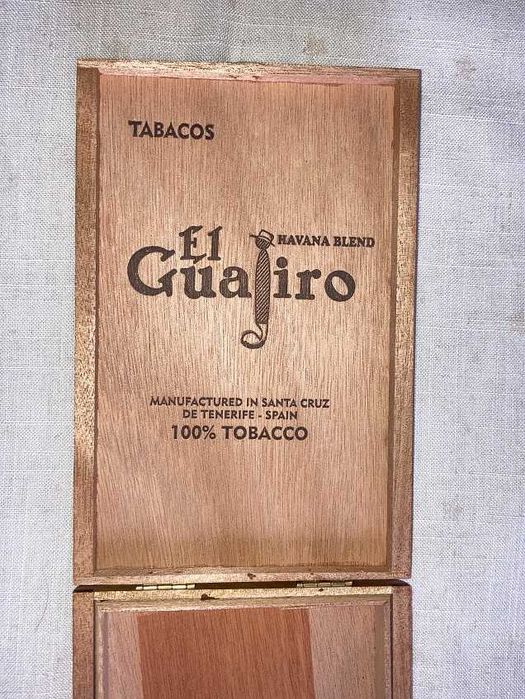 TABACOS
El
HAVANA BLEND
Guajiro
MANUFACTURED IN SANTA CRUZ
DE TENERIFE - SPAIN
100% TOBACCO